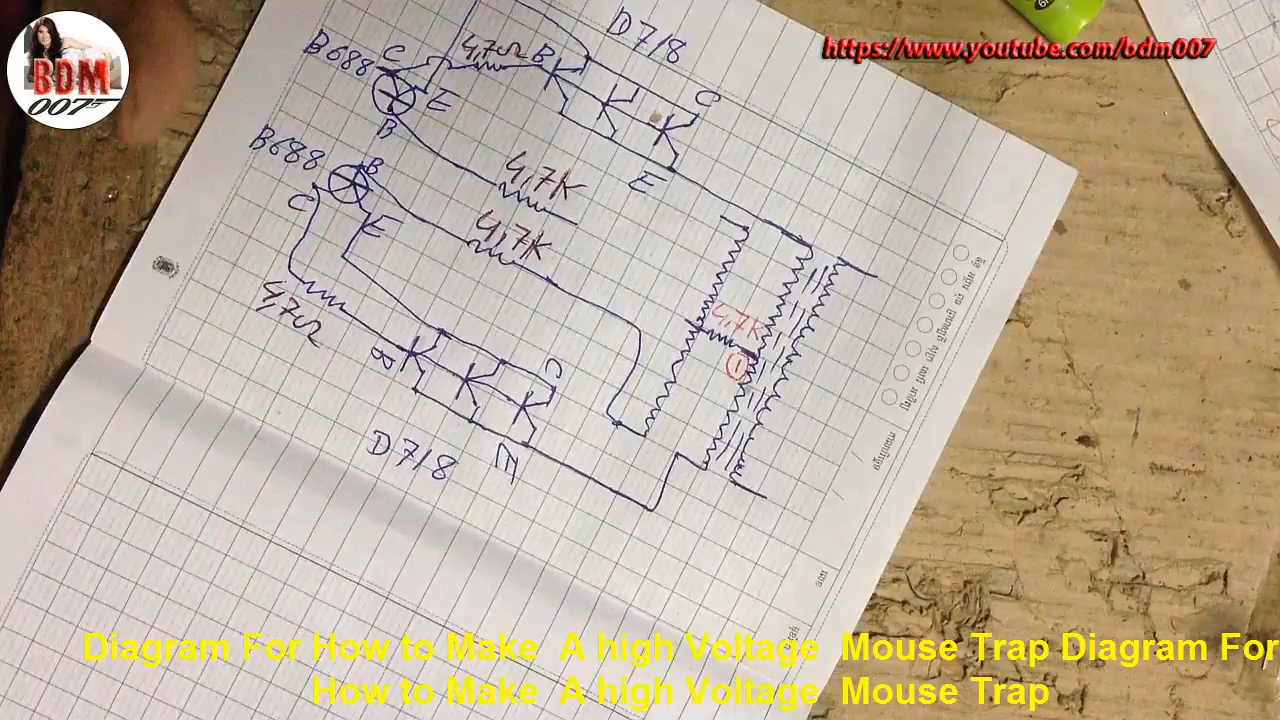 BDM
007
https://www.youtube.com/bdm007
D718
B688
C
4,7Ω
B
C
E
B
E
B688
B
C
E
4,7K
4,7K
4,7Ω
4,7K
1
B
C
E
D718
Diagram For How to Make A high Voltage Mouse Trap Diagram For
How to Make A high Voltage Mouse Trap